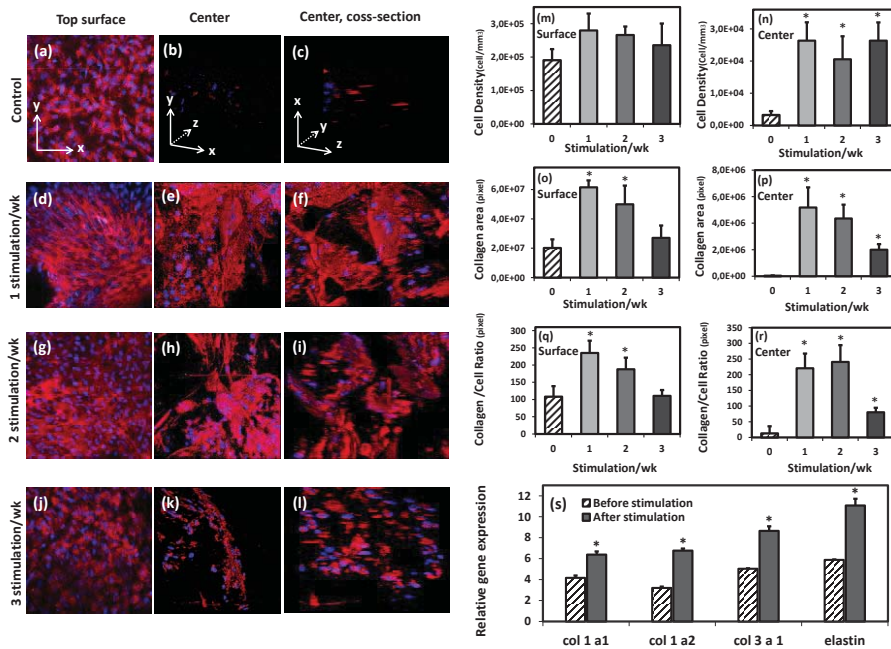 Top surface
Center
Center, coss-section
Control
(a)
y
x
(b)
y
z
x
(c)
x
y
z
1 stimulation/wk
(d)
(e)
(f)
2 stimulation/wk
(g)
(h)
(i)
3 stimulation/wk
(j)
(k)
(l)
(m)
Surface
Cell Density(cell/mm3)
3,0E+05
2,0E+05
1,0E+05
0,0E+00
0 1 2 3
Stimulation/wk
(n)
Center
Cell Density(Cell/mm3)
3,E+04
2,E+04
1,E+04
0,E+00
* * *
0 1 2 3
Stimulation/wk
(o)
Surface
Collagen area (pixel)
8,0E+07
6,0E+07
4,0E+07
2,0E+07
0,0E+00
* *
0 1 2 3
Stimulation/wk
(p)
Center
Collagen area (pixel)
8,0E+06
6,0E+06
4,0E+06
2,0E+06
0,0E+00
* * *
0 1 2 3
Stimulation/wk
(q)
Surface
Collagen /Cell Ratio (pixel)
300
250
200
150
100
50
0
* *
0 1 2 3
Stimulation/wk
(r)
Center
Collagen/Cell Ratio (pixel)
350
300
250
200
150
100
50
0
* * *
0 1 2 3
Stimulation/wk
(s)
Before stimulation
After stimulation
Relative gene expression
12
10
8
6
4
2
0
* * * *
col 1 a1 col 1 a2 col 3 a 1 elastin